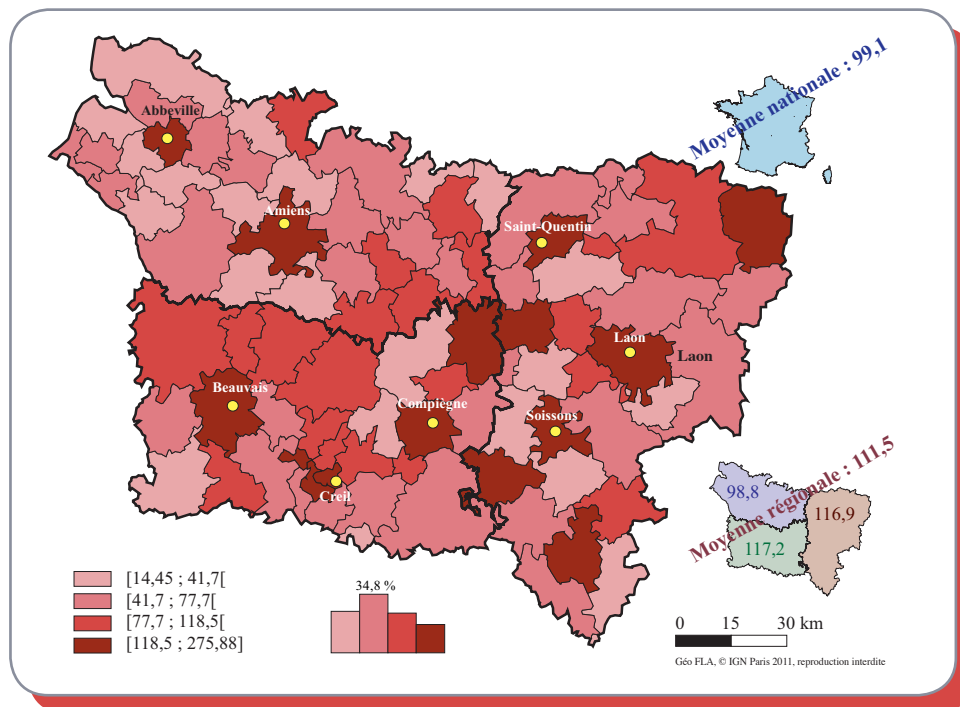 Moyenne nationale : 99,1
Abbeville
Amiens
Saint-Quentin
Laon
Laon
Beauvais
Compiègne
Soissons
Creil
Moyenne régionale : 111,5
98,8
116,9
117,2
[14,45 ; 41,7[
[41,7 ; 77,7[
[77,7 ; 118,5[
[118,5 ; 275,88]
34,8 %
0 15 30 km
Géo FLA, © IGN Paris 2011, reproduction interdite